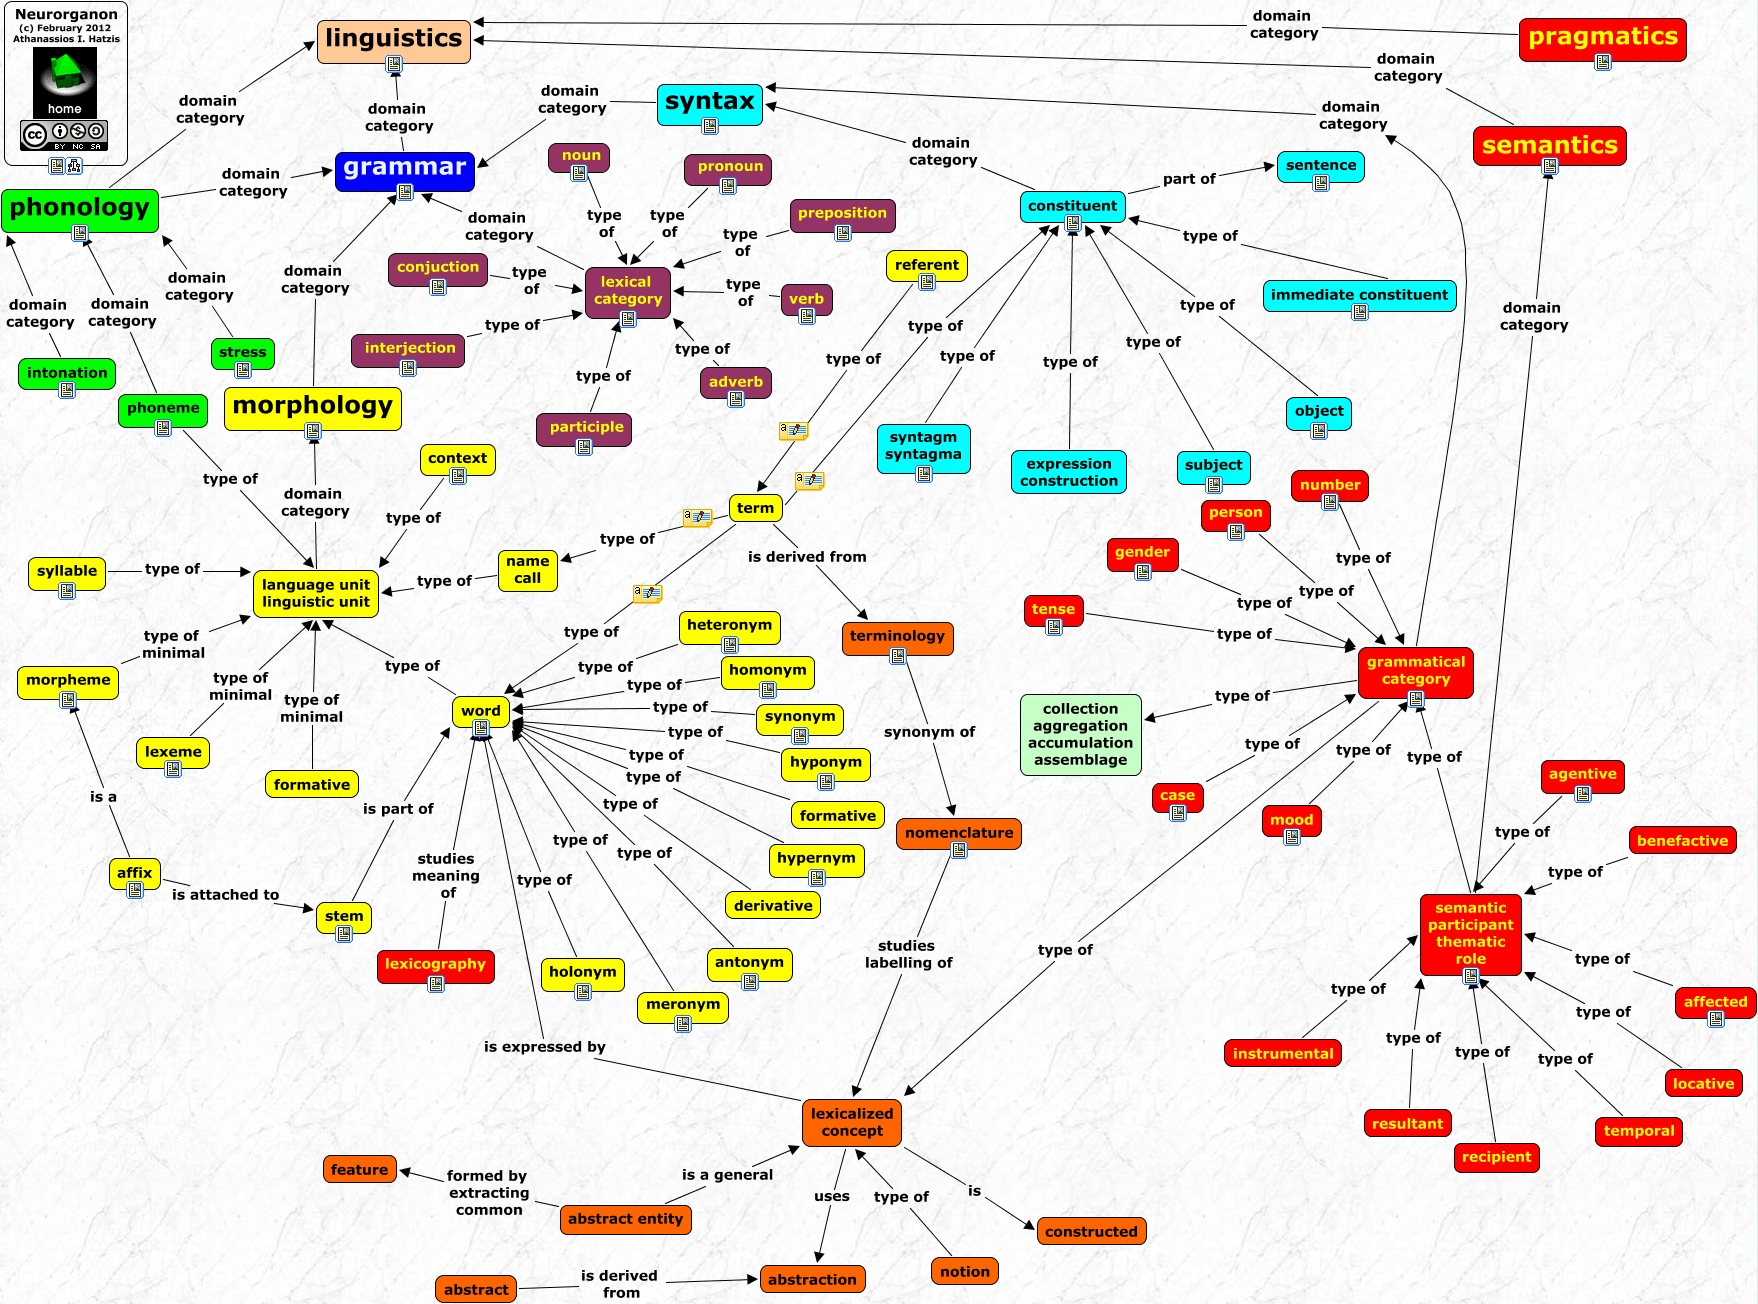 Neurorganon
(c) February 2012
Athanassios I. Hatzis
home
cc
BY NC SA
linguistics
domain
category
pragmatics
domain
category
domain
category
domain
category
domain
category
syntax
domain
category
semantics
domain
category
grammar
noun
pronoun
domain
category
sentence
part of
domain
category
phonology
constituent
type
of
type
of
preposition
domain
category
type
of
type of
referent
conjuction
type
of
lexical
category
type
of
verb
domain
category
domain
category
immediate constituent
domain
category
domain
category
type of
domain
category
interjection
type of
type of
stress
type of
type of
type of
type of
type of
intonation
type of
adverb
phoneme
morphology
participle
object
syntagm
syntagma
context
expression
construction
subject
type of
number
domain
category
term
person
type of
type of
is derived from
gender
type of
syllable
type of
language unit
linguistic unit
type of
name
call
type of
type of
tense
type of
type of
minimal
type of
heteronym
terminology
type of
type of
grammatical
category
morpheme
type of
minimal
type of
homonym
type of
type of
minimal
word
type of
synonym
collection
aggregation
accumulation
assemblage
type of
synonym of
type of
type of
type of
lexeme
type of
hyponym
formative
type of
agentive
is a
is part of
type of
formative
case
mood
type of
nomenclature
benefactive
studies
meaning
of
type of
type of
hypernym
affix
type of
type of
is attached to
derivative
semantic
participant
thematic
role
stem
lexicography
holonym
antonym
studies
labelling of
type of
type of
meronym
type of
affected
type of
is expressed by
instrumental
type of
type of
type of
locative
lexicalized
concept
resultant
temporal
recipient
feature
formed by
extracting
common
is a general
uses
type of
is
abstract entity
constructed
abstract
is derived
from
abstraction
notion